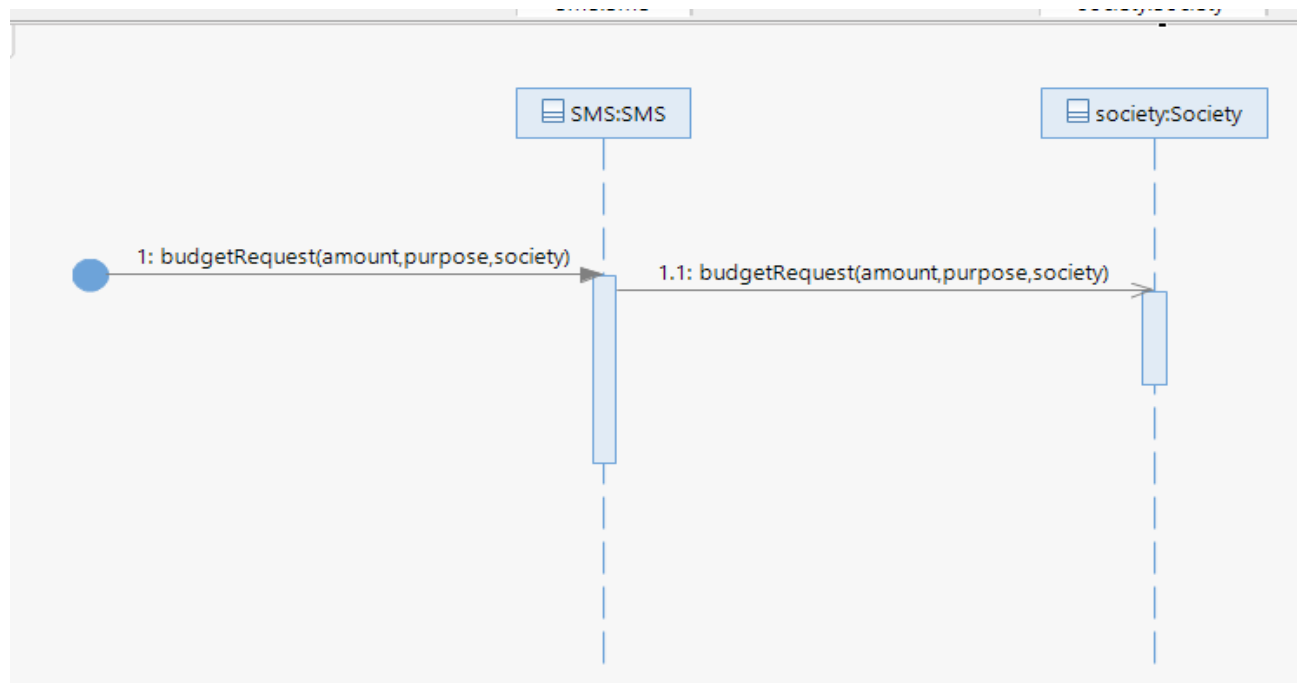 SMS:SMS
society:Society
1: budgetRequest(amount,purpose,society)
1.1: budgetRequest(amount,purpose,society)